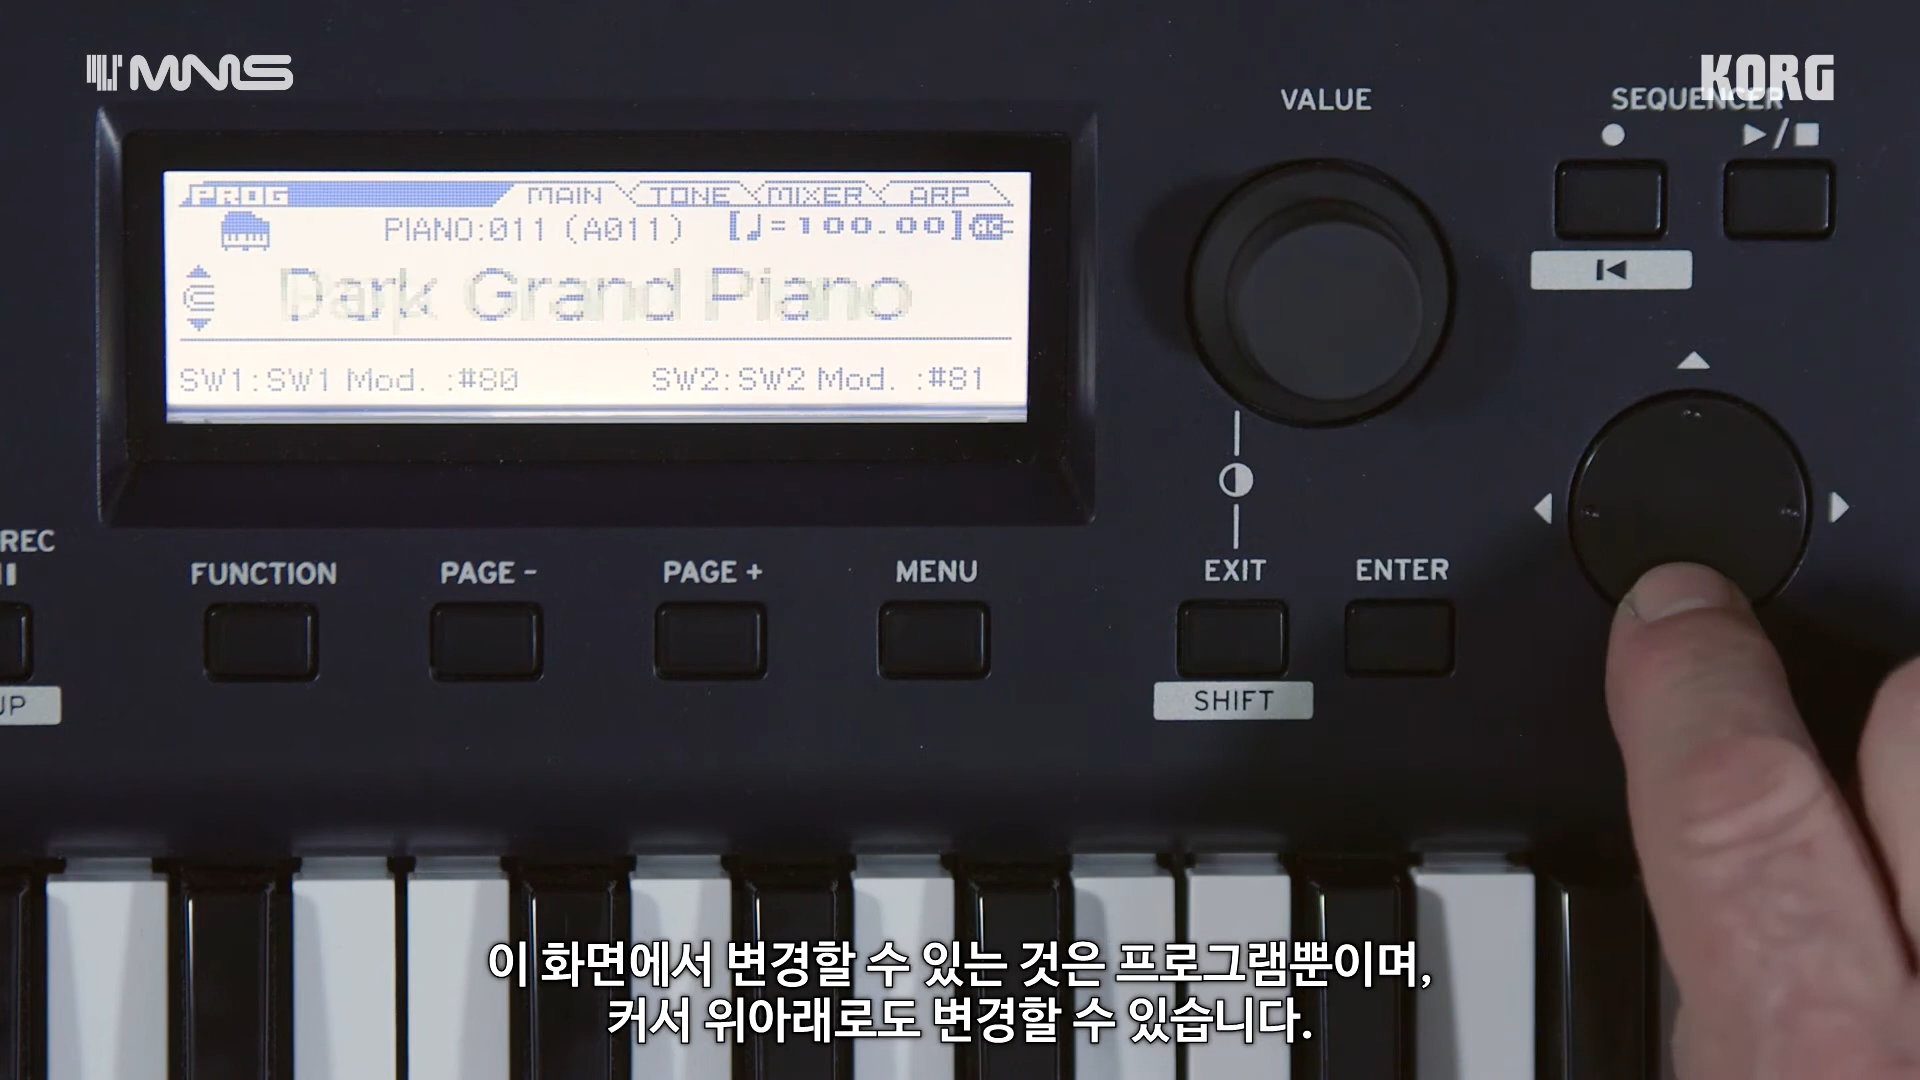 MNS
KORG
VALUE
SEQUENCER
PROG MAIN TONE MIXER ARP
PIANO:011 (A011) [♩=100.00]
Dark Grand Piano
SW1:SW1 Mod. :#80 SW2:SW2 Mod. :#81
REC
FUNCTION PAGE - PAGE + MENU EXIT ENTER
UP
SHIFT
이 화면에서 변경할 수 있는 것은 프로그램뿐이며,
커서 위아래로도 변경할 수 있습니다.